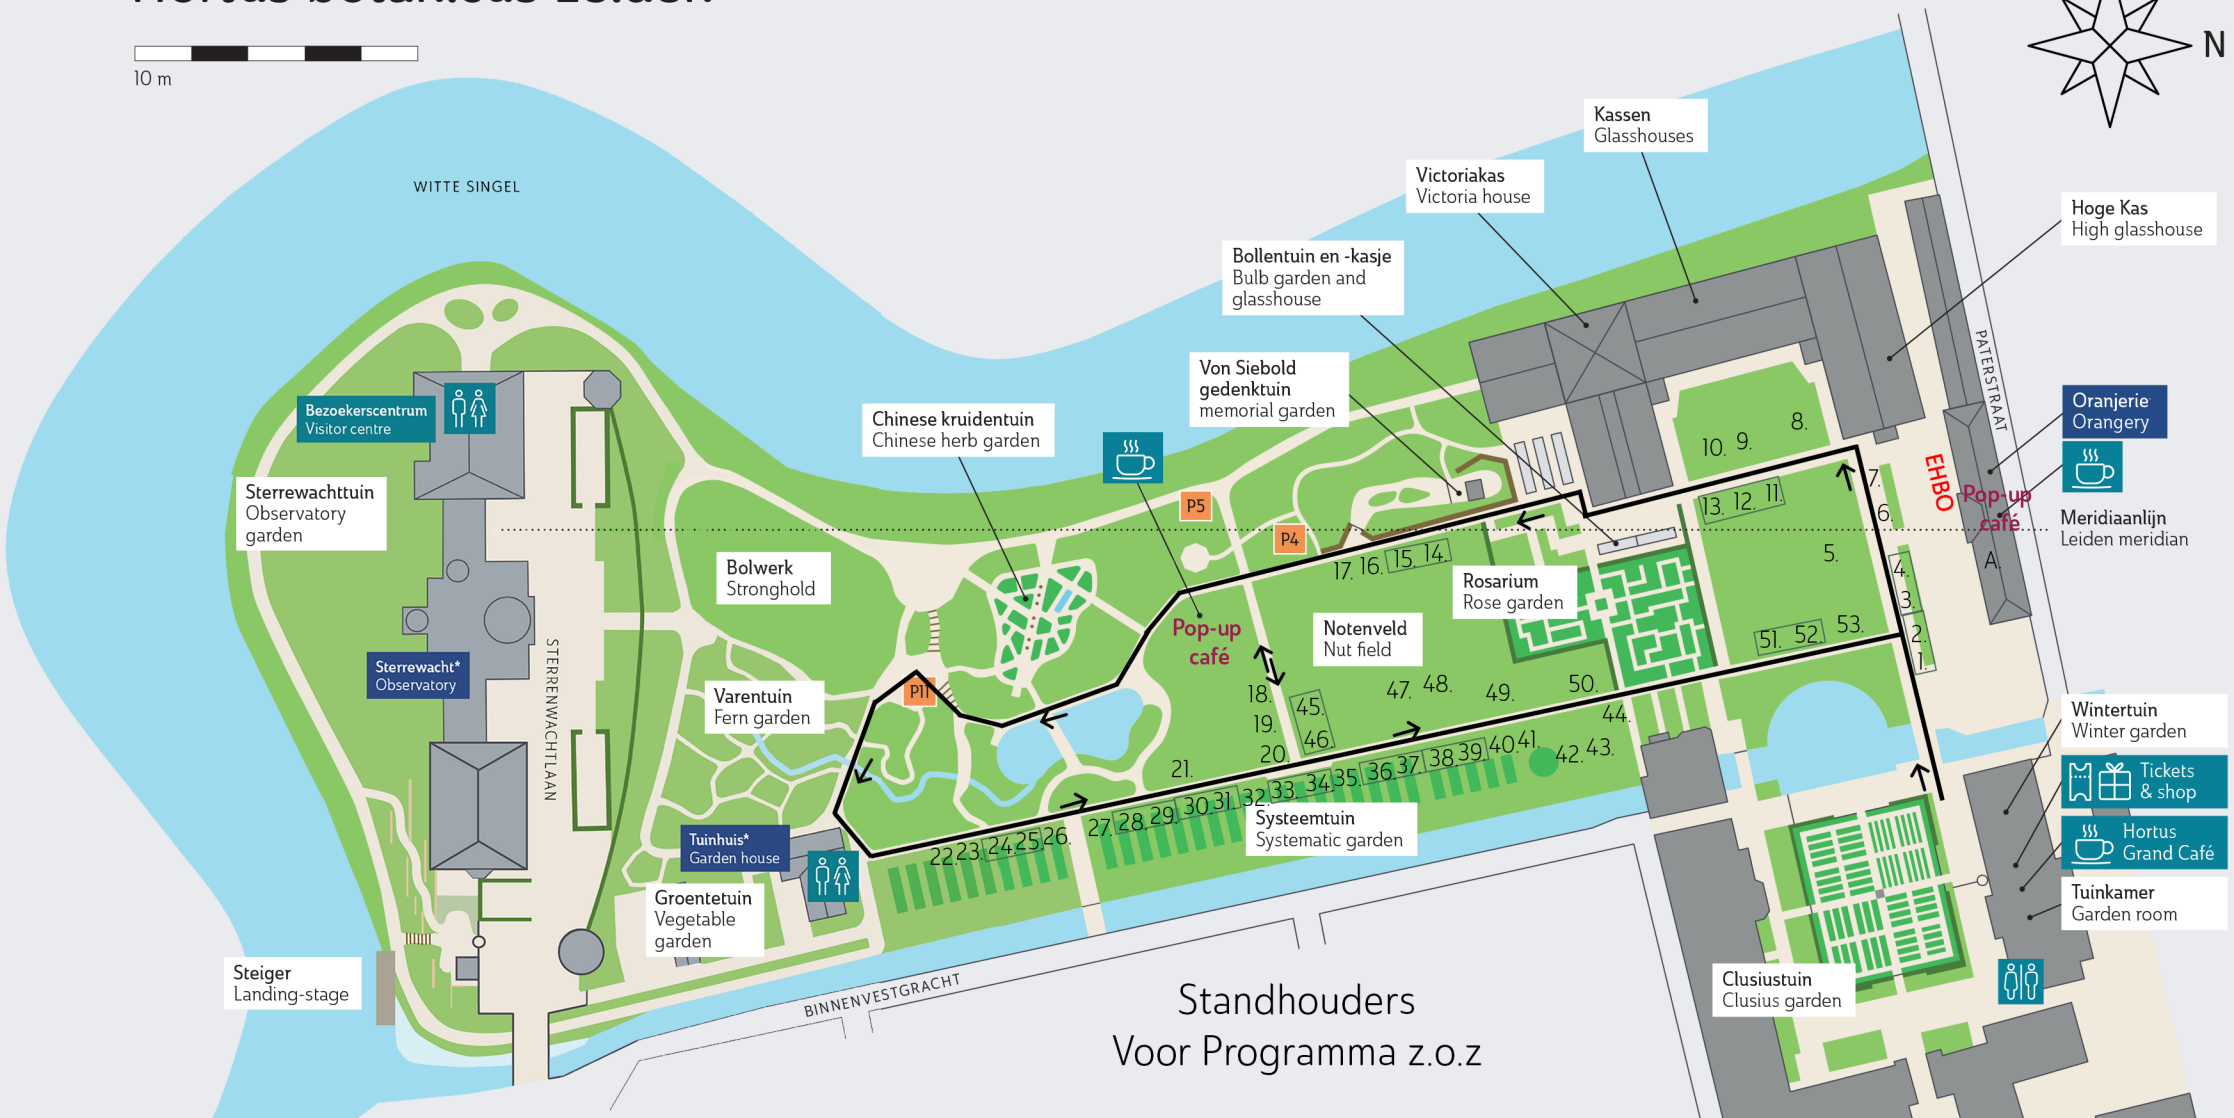 Hortus botanicus Leiden
10 m
N
WITTE SINGEL
Kassen
Glasshouses
Victoriakas
Victoria house
Hoge Kas
High glasshouse
Bollentuin en -kasje
Bulb garden and
glasshouse
PATERSTRAAT
Von Siebold
gedenktuin
memorial garden
Oranjerie
Orangery
Bezoekerscentrum
Visitor centre
Chinese kruidentuin
Chinese herb garden
10. 9. 8.
EHBO
7.
6.
5.
4.
3.
2.
1.
13. 12. 11.
Pop-up
café
A.
Meridiaanlijn
Leiden meridian
Sterrewachttuin
Observatory
garden
P5
P4
17. 16. 15. 14.
Bolwerk
Stronghold
Rosarium
Rose garden
Pop-up
café
Notenveld
Nut field
51. 52. 53.
STERRENWACHTLAAN
Sterrewacht*
Observatory
Varentuin
Fern garden
P11
18.
19.
20.
21.
45.
46.
47. 48. 49. 50.
44.
Wintertuin
Winter garden
Tickets
& shop
Hortus
Grand Café
Tuinkamer
Garden room
22. 23. 24. 25. 26. 27. 28. 29. 30. 31. 32. 33. 34. 35. 36. 37. 38. 39. 40. 41. 42. 43.
Systeemtuin
Systematic garden
Tuinhuis*
Garden house
Groentetuin
Vegetable
garden
Steiger
Landing-stage
BINNENVESTGRACHT
Clusiustuin
Clusius garden
Standhouders
Voor Programma z.o.z